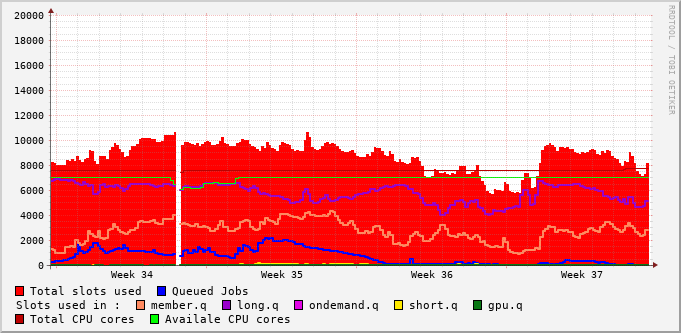 RRDTOOL / TOBI OETIKER
20000
18000
16000
14000
12000
10000
8000
6000
4000
2000
0
Week 34 Week 35 Week 36 Week 37
Total slots used Queued Jobs
Slots used in : member.q long.q ondemand.q short.q gpu.q
Total CPU cores Availale CPU cores